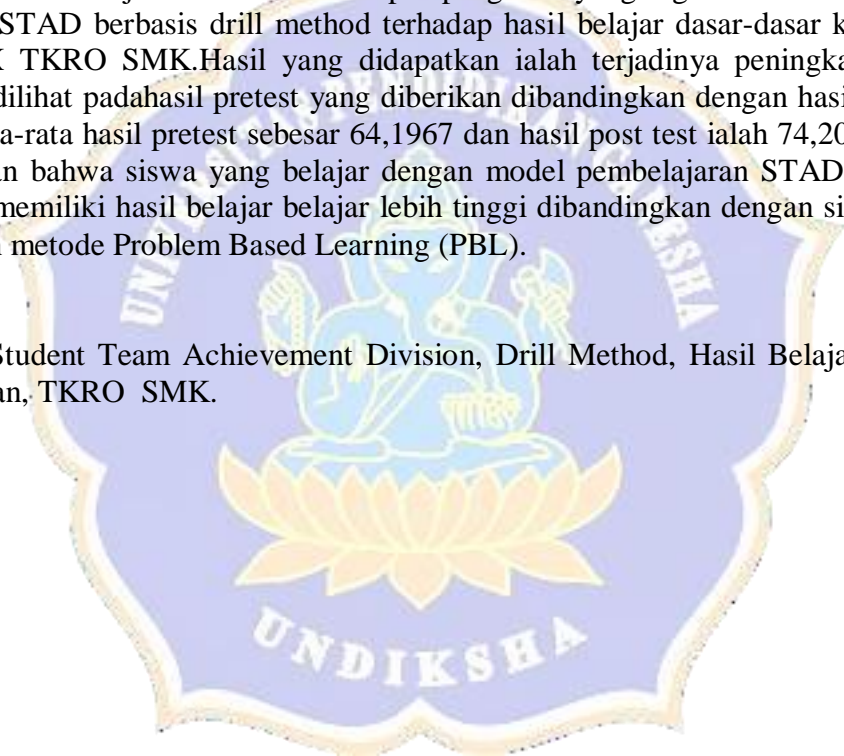 STAD berbasis drill method terhadap hasil belajar dasar-dasar k
TKRO SMK.Hasil yang didapatkan ialah terjadinya peningka
dilihat padahasil pretest yang diberikan dibandingkan dengan hasi
a-rata hasil pretest sebesar 64,1967 dan hasil post test ialah 74,20
an bahwa siswa yang belajar dengan model pembelajaran STAD
memiliki hasil belajar belajar lebih tinggi dibandingkan dengan si
metode Problem Based Learning (PBL).
Student Team Achievement Division, Drill Method, Hasil Belaja
an, TKRO SMK.
UNDIKSHA